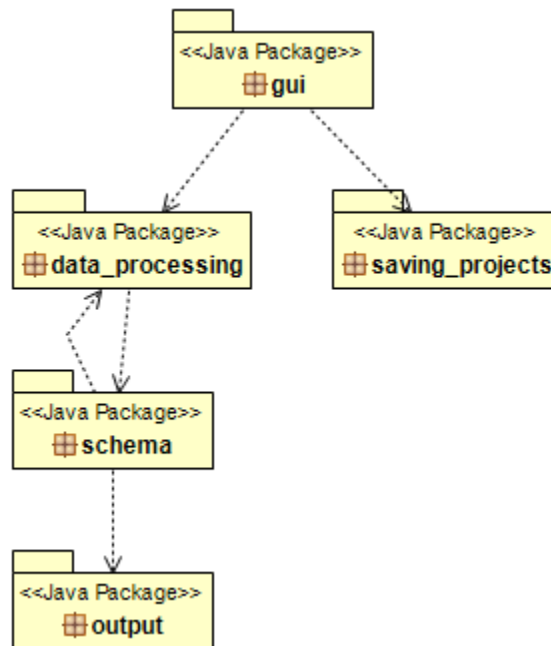 <<Java Package>>
gui
<<Java Package>>
data_processing
<<Java Package>>
saving_projects
<<Java Package>>
schema
<<Java Package>>
output